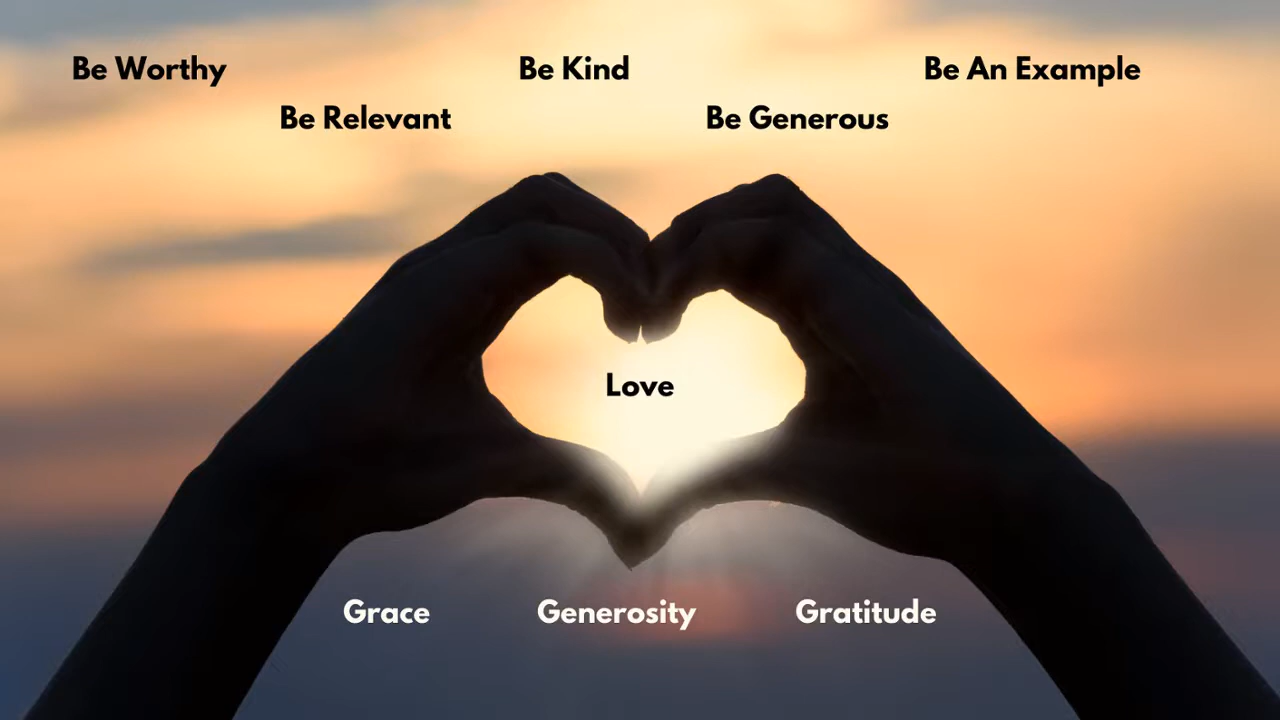 Be Worthy
Be Kind
Be An Example
Be Relevant
Be Generous
Love
Grace
Generosity
Gratitude